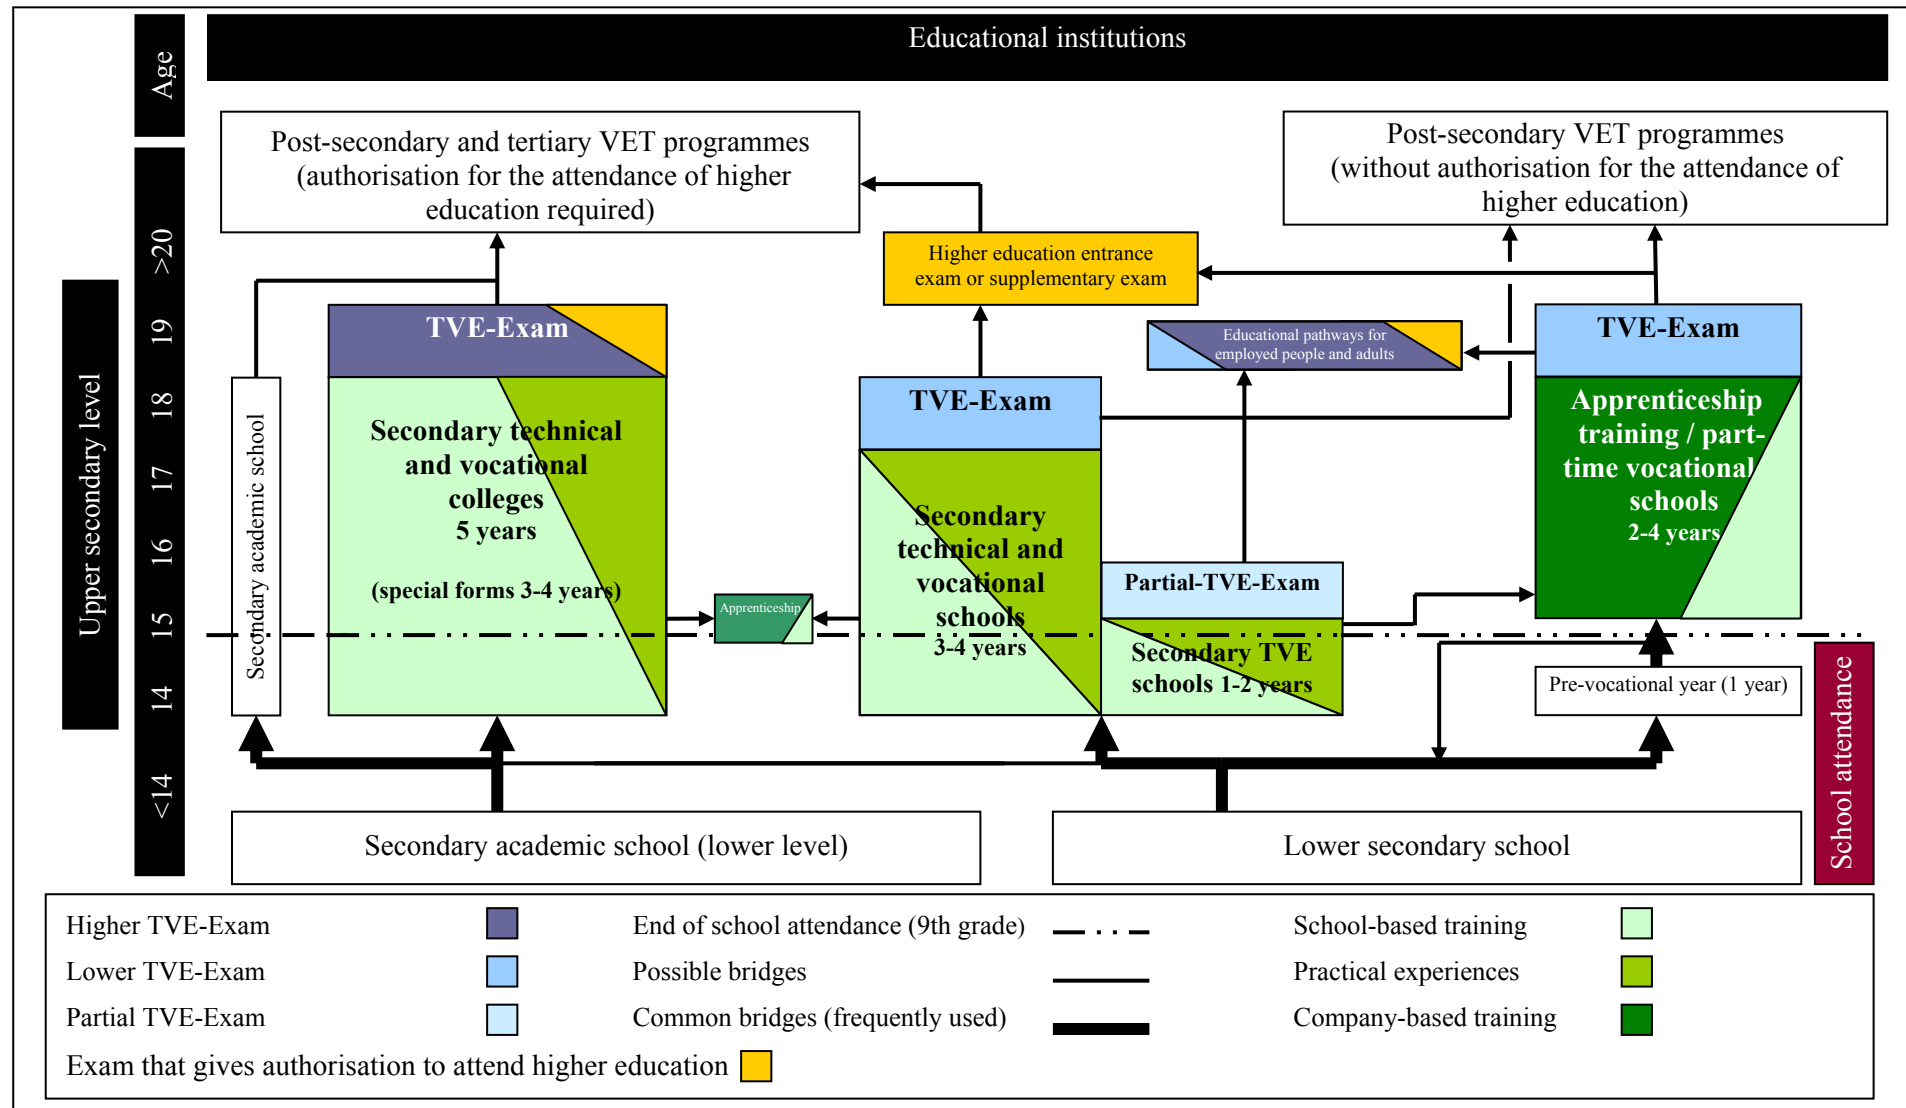 Educational institutions
Age
>20
19
18
17
16
15
14
<14
Upper secondary level
School attendance
Post-secondary and tertiary VET programmes
(authorisation for the attendance of higher
education required)
Post-secondary VET programmes
(without authorisation for the attendance of
higher education)
Higher education entrance
exam or supplementary exam
TVE-Exam
Educational pathways for
employed people and adults
TVE-Exam
Secondary academic school
Secondary technical
and vocational
colleges
5 years
(special forms 3-4 years)
TVE-Exam
Apprenticeship
training / part-
time vocational
schools
2-4 years
Secondary
technical and
vocational
schools
3-4 years
Partial-TVE-Exam
Apprenticeship
Secondary TVE
schools 1-2 years
Pre-vocational year (1 year)
Secondary academic school (lower level)
Lower secondary school
Higher TVE-Exam
End of school attendance (9th grade)
School-based training
Lower TVE-Exam
Possible bridges
Practical experiences
Partial TVE-Exam
Common bridges (frequently used)
Company-based training
Exam that gives authorisation to attend higher education